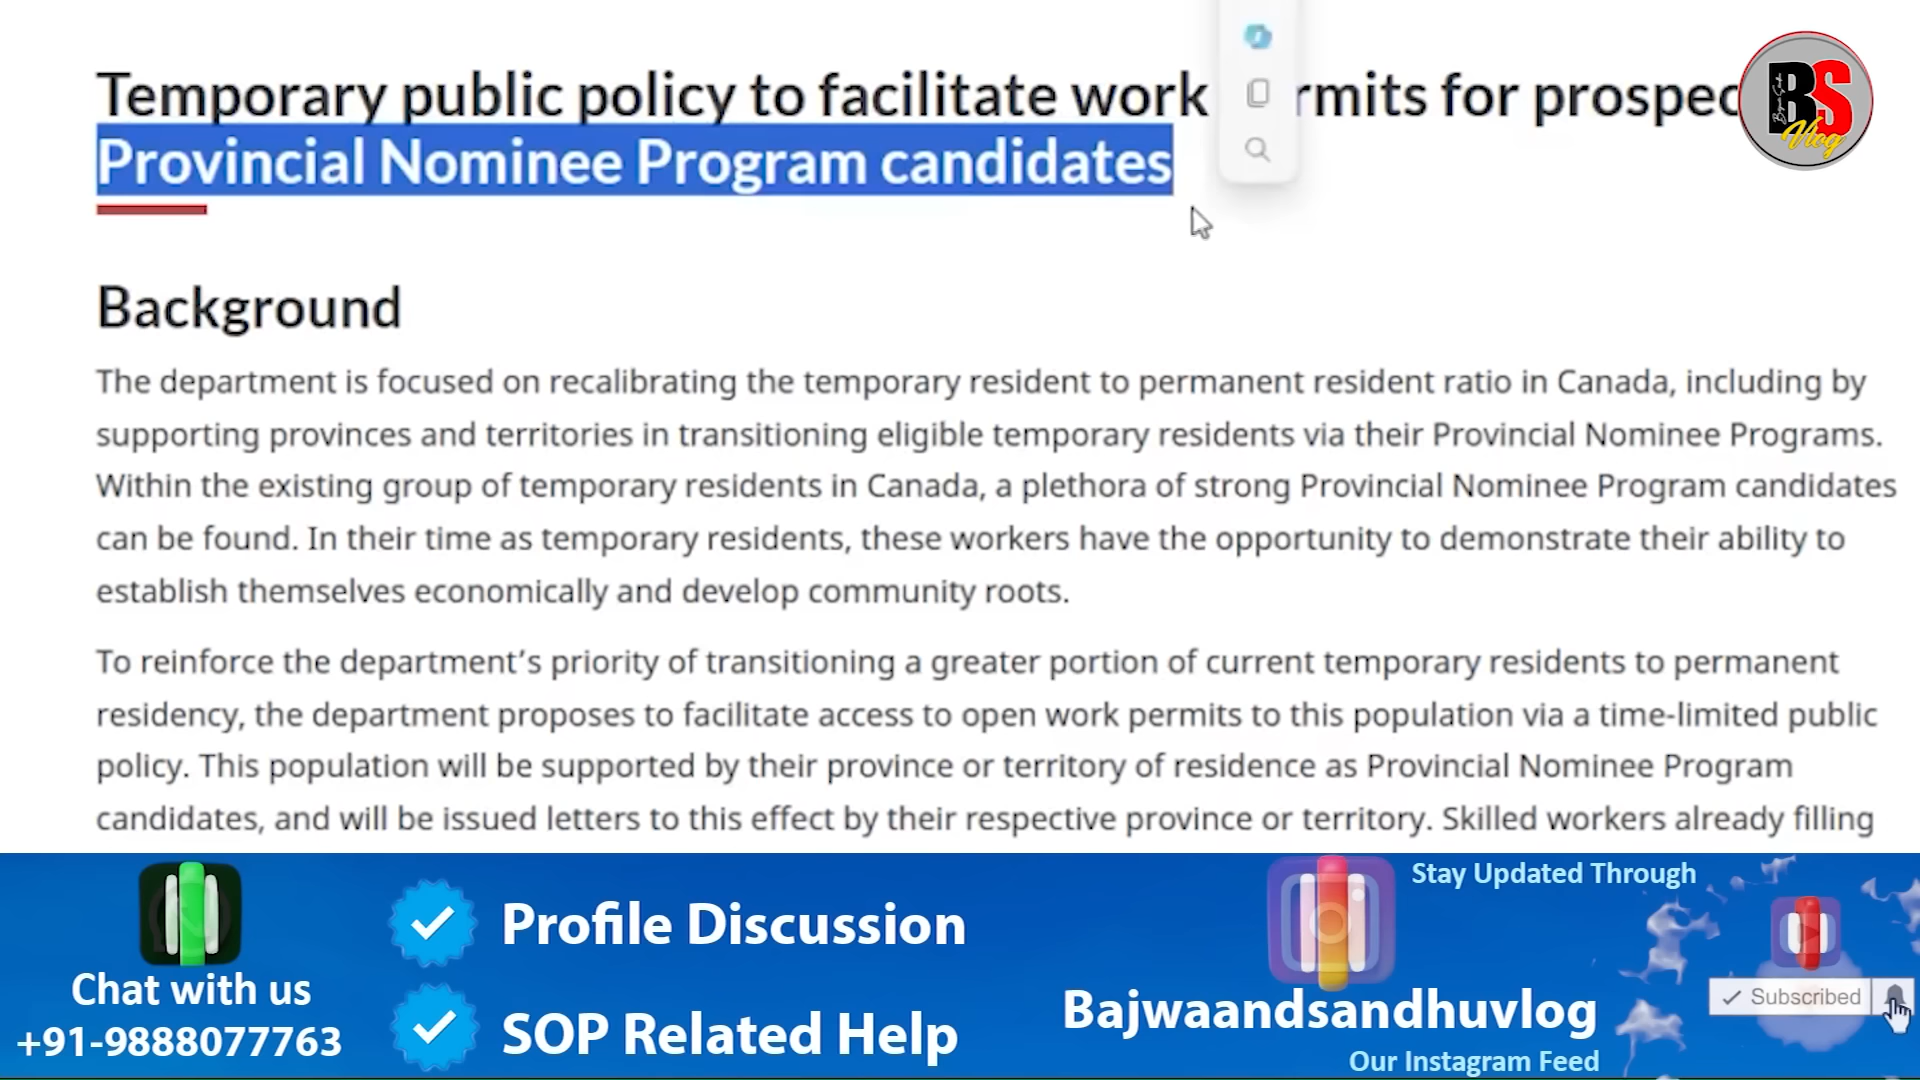 Temporary public policy to facilitate work rmits for prospec
Provincial Nominee Program candidates
BS
Vlog
Background
The department is focused on recalibrating the temporary resident to permanent resident ratio in Canada, including by
supporting provinces and territories in transitioning eligible temporary residents via their Provincial Nominee Programs.
Within the existing group of temporary residents in Canada, a plethora of strong Provincial Nominee Program candidates
can be found. In their time as temporary residents, these workers have the opportunity to demonstrate their ability to
establish themselves economically and develop community roots.
To reinforce the department’s priority of transitioning a greater portion of current temporary residents to permanent
residency, the department proposes to facilitate access to open work permits to this population via a time-limited public
policy. This population will be supported by their province or territory of residence as Provincial Nominee Program
candidates, and will be issued letters to this effect by their respective province or territory. Skilled workers already filling
Chat with us
+91-9888077763
Profile Discussion
SOP Related Help
Stay Updated Through
Bajwaandsandhuvlog
Our Instagram Feed
Subscribed